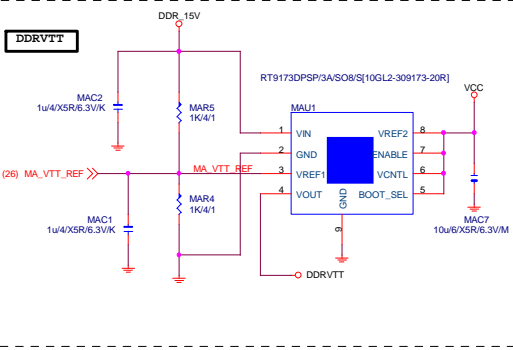 DDR_15V
DDRVTT
RT9173DPSP/3A/SO8/S[10GL2-309173-20R]
VCC
MAC2
1u/4/X5R/6.3V/K
MAR5
1K/4/1
MAU1
1 VIN VREF2 8
2 GND ENABLE 7
(26) MA_VTT_REF MA_VTT_REF 3 VREF1 VCNTL 6
4 VOUT BOOT_SEL 5
MAR4
1K/4/1
GND
9
MAC1
1u/4/X5R/6.3V/K
MAC7
10u/6/X5R/6.3V/M
DDRVTT